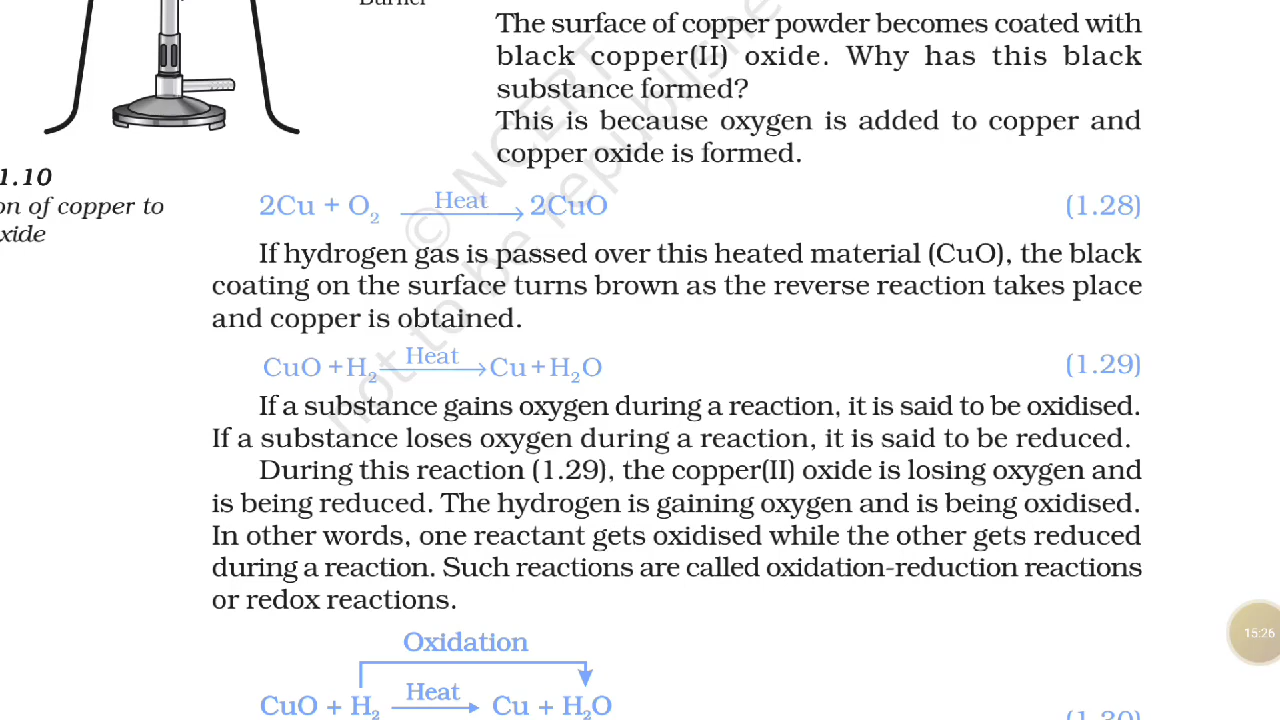 Burner
The surface of copper powder becomes coated with
black copper(II) oxide. Why has this black
substance formed?
This is because oxygen is added to copper and
copper oxide is formed.
1.10
on of copper to
xide
2Cu + O₂ Heat → 2CuO (1.28)
If hydrogen gas is passed over this heated material (CuO), the black
coating on the surface turns brown as the reverse reaction takes place
and copper is obtained.
CuO + H₂ Heat → Cu + H₂O (1.29)
If a substance gains oxygen during a reaction, it is said to be oxidised.
If a substance loses oxygen during a reaction, it is said to be reduced.
During this reaction (1.29), the copper(II) oxide is losing oxygen and
is being reduced. The hydrogen is gaining oxygen and is being oxidised.
In other words, one reactant gets oxidised while the other gets reduced
during a reaction. Such reactions are called oxidation-reduction reactions
or redox reactions.
Oxidation
CuO + H₂ Heat → Cu + H₂O (1.30)
© NCERT
not to be republishe
15:26